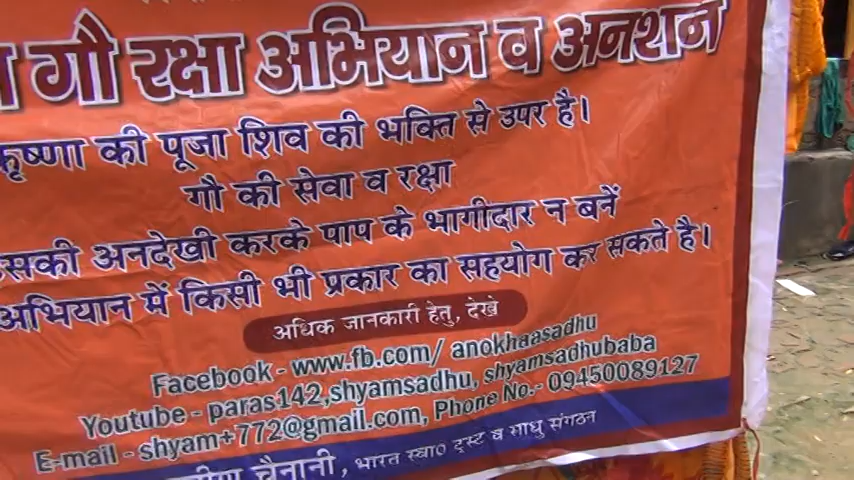 गौ रक्षा अभियान व अनशन
कृष्णा की पूजा शिव की भक्ति से उपर है।
गौ की सेवा व रक्षा
सकी अनदेखी करके पाप के भागीदार न बनें
अभियान में किसी भी प्रकार का सहयोग कर सकते है।
अधिक जानकारी हेतु, देखे
Facebook - www.fb.com/anokhaasadhu
Youtube - paras142, shyamsadhu, shyamsadhubaba
E-mail - shyam+772@gmail.com, Phone No.- 09450089127
चैनानी, भारत स्वा० ट्रस्ट व साधु संगठन